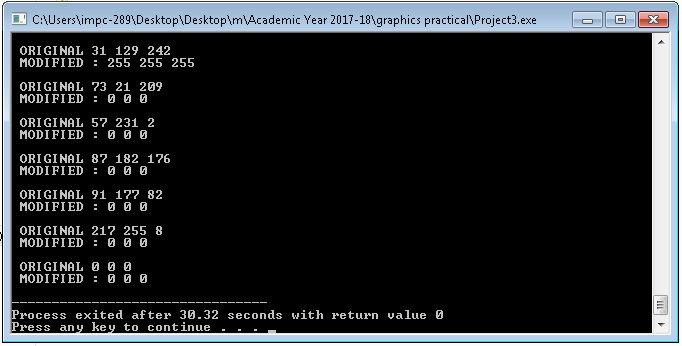 C:\Users\impc-289\Desktop\Desktop\m\Academic Year 2017-18\graphics practical\Project3.exe
ORIGINAL 31 129 242
MODIFIED : 255 255 255
ORIGINAL 73 21 209
MODIFIED : 0 0 0
ORIGINAL 57 231 2
MODIFIED : 0 0 0
ORIGINAL 87 182 176
MODIFIED : 0 0 0
ORIGINAL 91 177 82
MODIFIED : 0 0 0
ORIGINAL 217 255 8
MODIFIED : 0 0 0
ORIGINAL 0 0 0
MODIFIED : 0 0 0
--------------------------------
Process exited after 30.32 seconds with return value 0
Press any key to continue . . .